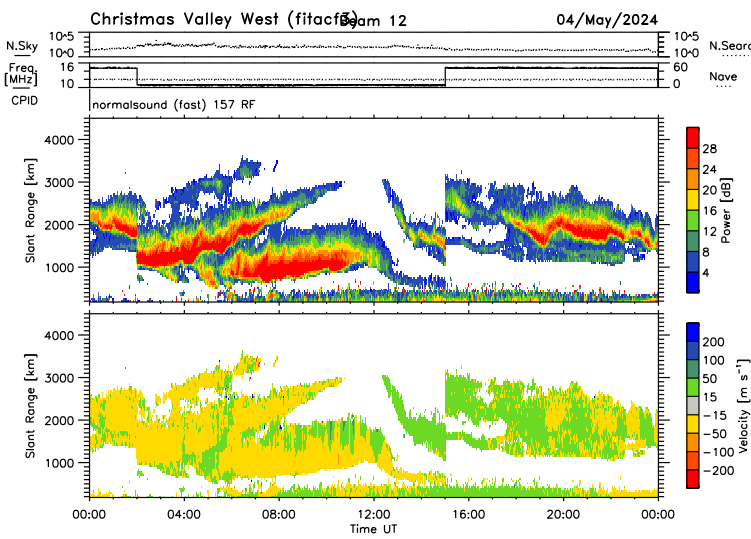 Christmas Valley West (fitacf3) Beam 12 04/May/2024
N.Sky 10^5 10^0 10^5 10^0 N.Searc
Freq. [MHz] 16 10 60 0 Nave
CPID normalsound (fast) 157 RF
Slant Range [km] 4000 3000 2000 1000
Power [dB] 28 24 20 16 12 8 4
Slant Range [km] 4000 3000 2000 1000
Velocity [m s⁻¹] 200 100 50 15 −15 −50 −100 −200
00:00 04:00 08:00 12:00 16:00 20:00 00:00
Time UT